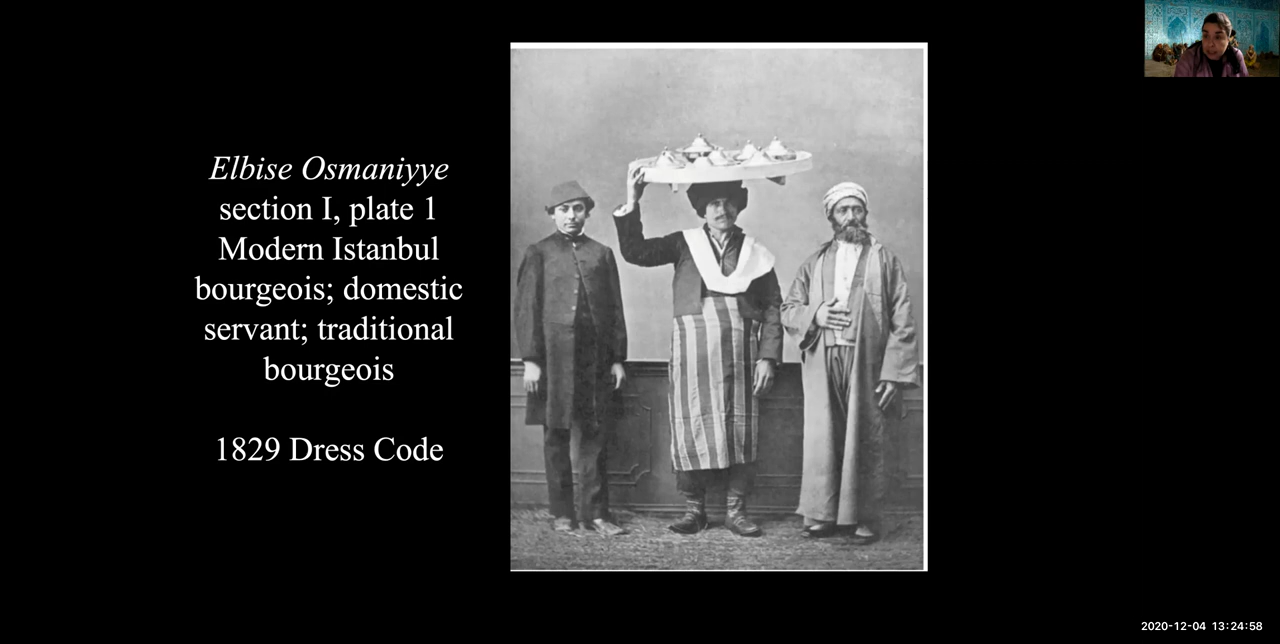 Elbise Osmaniyye
section I, plate 1
Modern Istanbul
bourgeois; domestic
servant; traditional
bourgeois
1829 Dress Code
2020-12-04 13:24:58